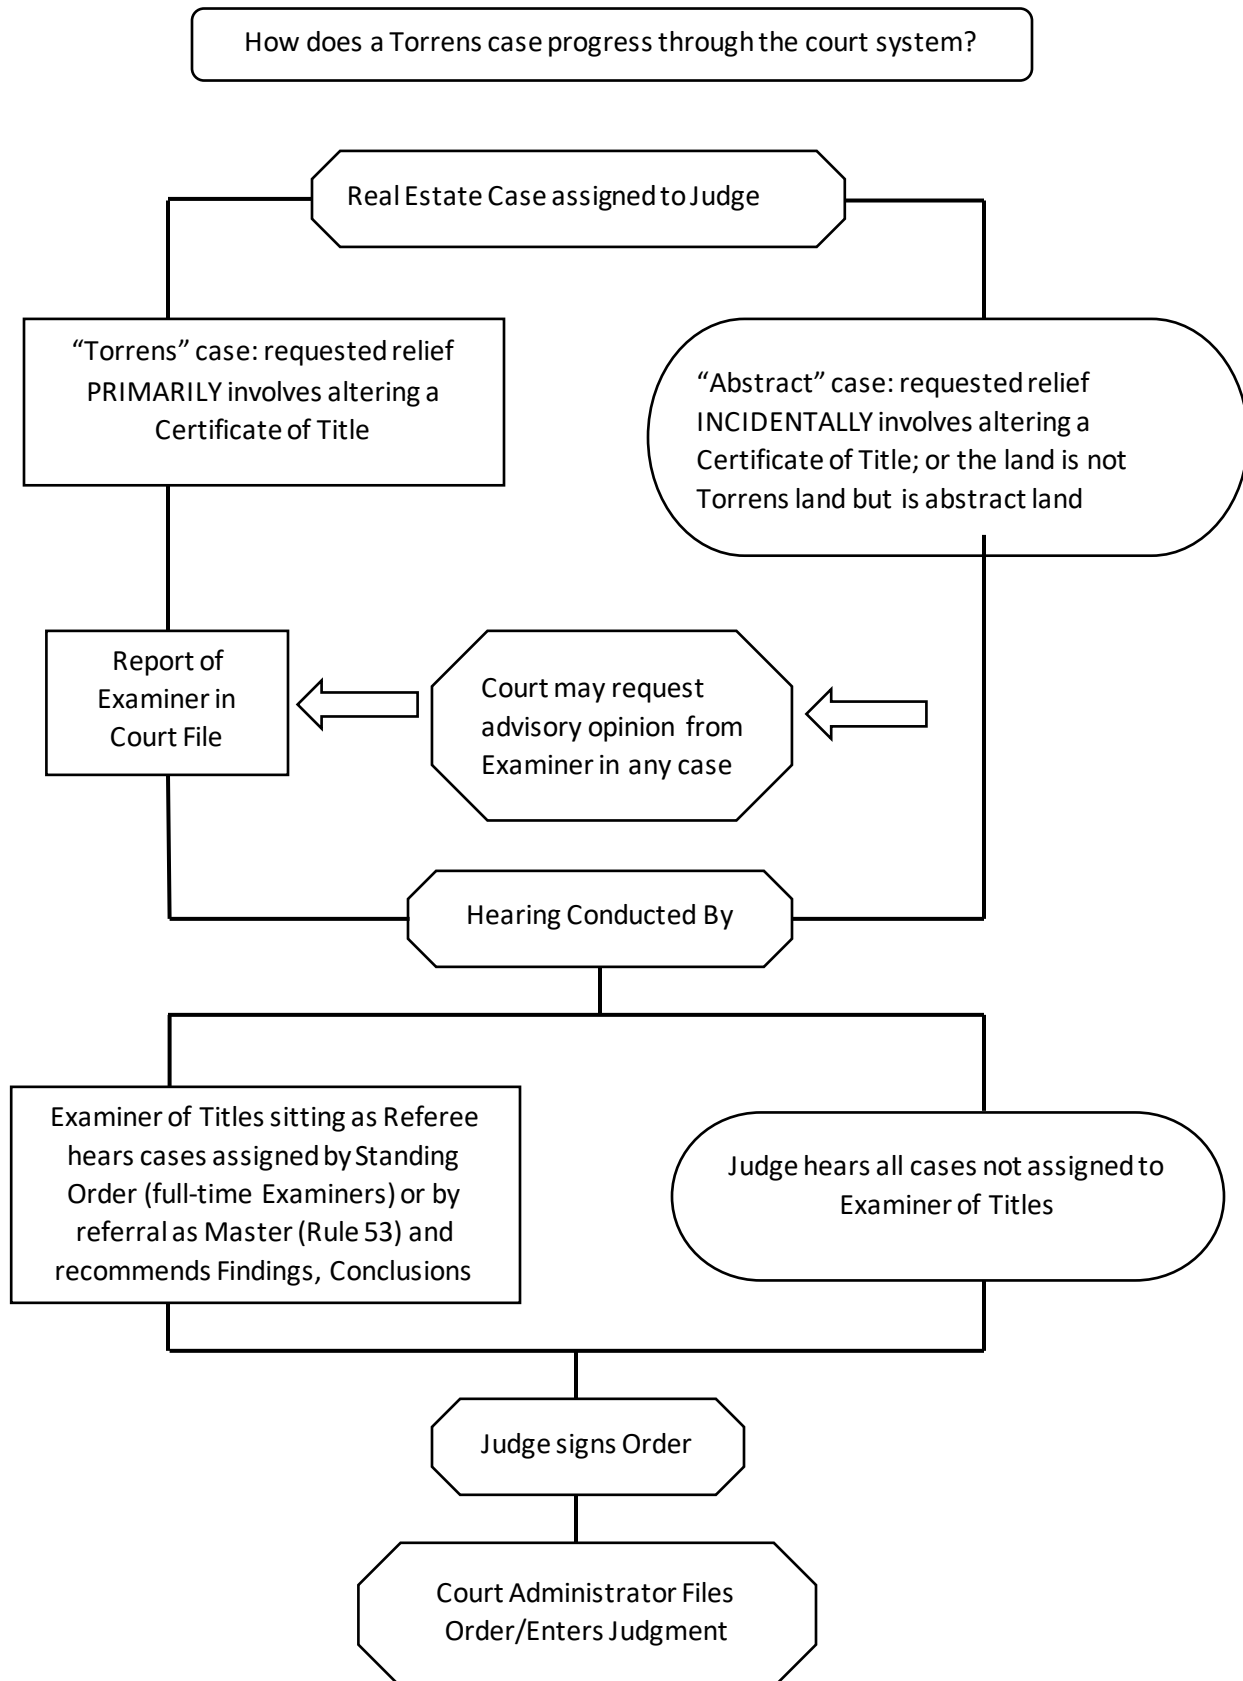 How does a Torrens case progress through the court system?
Real Estate Case assigned to Judge
“Torrens” case: requested relief
PRIMARILY involves altering a
Certificate of Title
“Abstract” case: requested relief
INCIDENTALLY involves altering a
Certificate of Title; or the land is not
Torrens land but is abstract land
Report of
Examiner in
Court File
Court may request
advisory opinion from
Examiner in any case
Hearing Conducted By
Examiner of Titles sitting as Referee
hears cases assigned by Standing
Order (full-time Examiners) or by
referral as Master (Rule 53) and
recommends Findings, Conclusions
Judge hears all cases not assigned to
Examiner of Titles
Judge signs Order
Court Administrator Files
Order/Enters Judgment